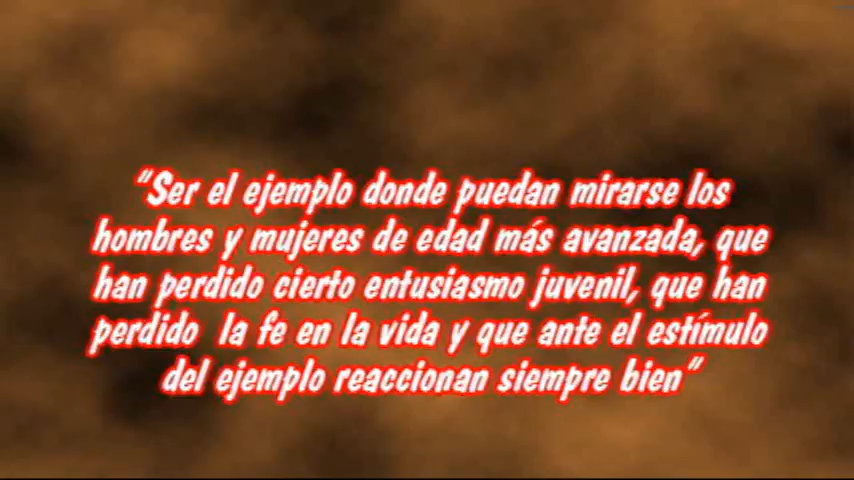 "Ser el ejemplo donde puedan mirarse los
hombres y mujeres de edad más avanzada, que
han perdido cierto entusiasmo juvenil, que han
perdido la fe en la vida y que ante el estímulo
del ejemplo reaccionan siempre bien"